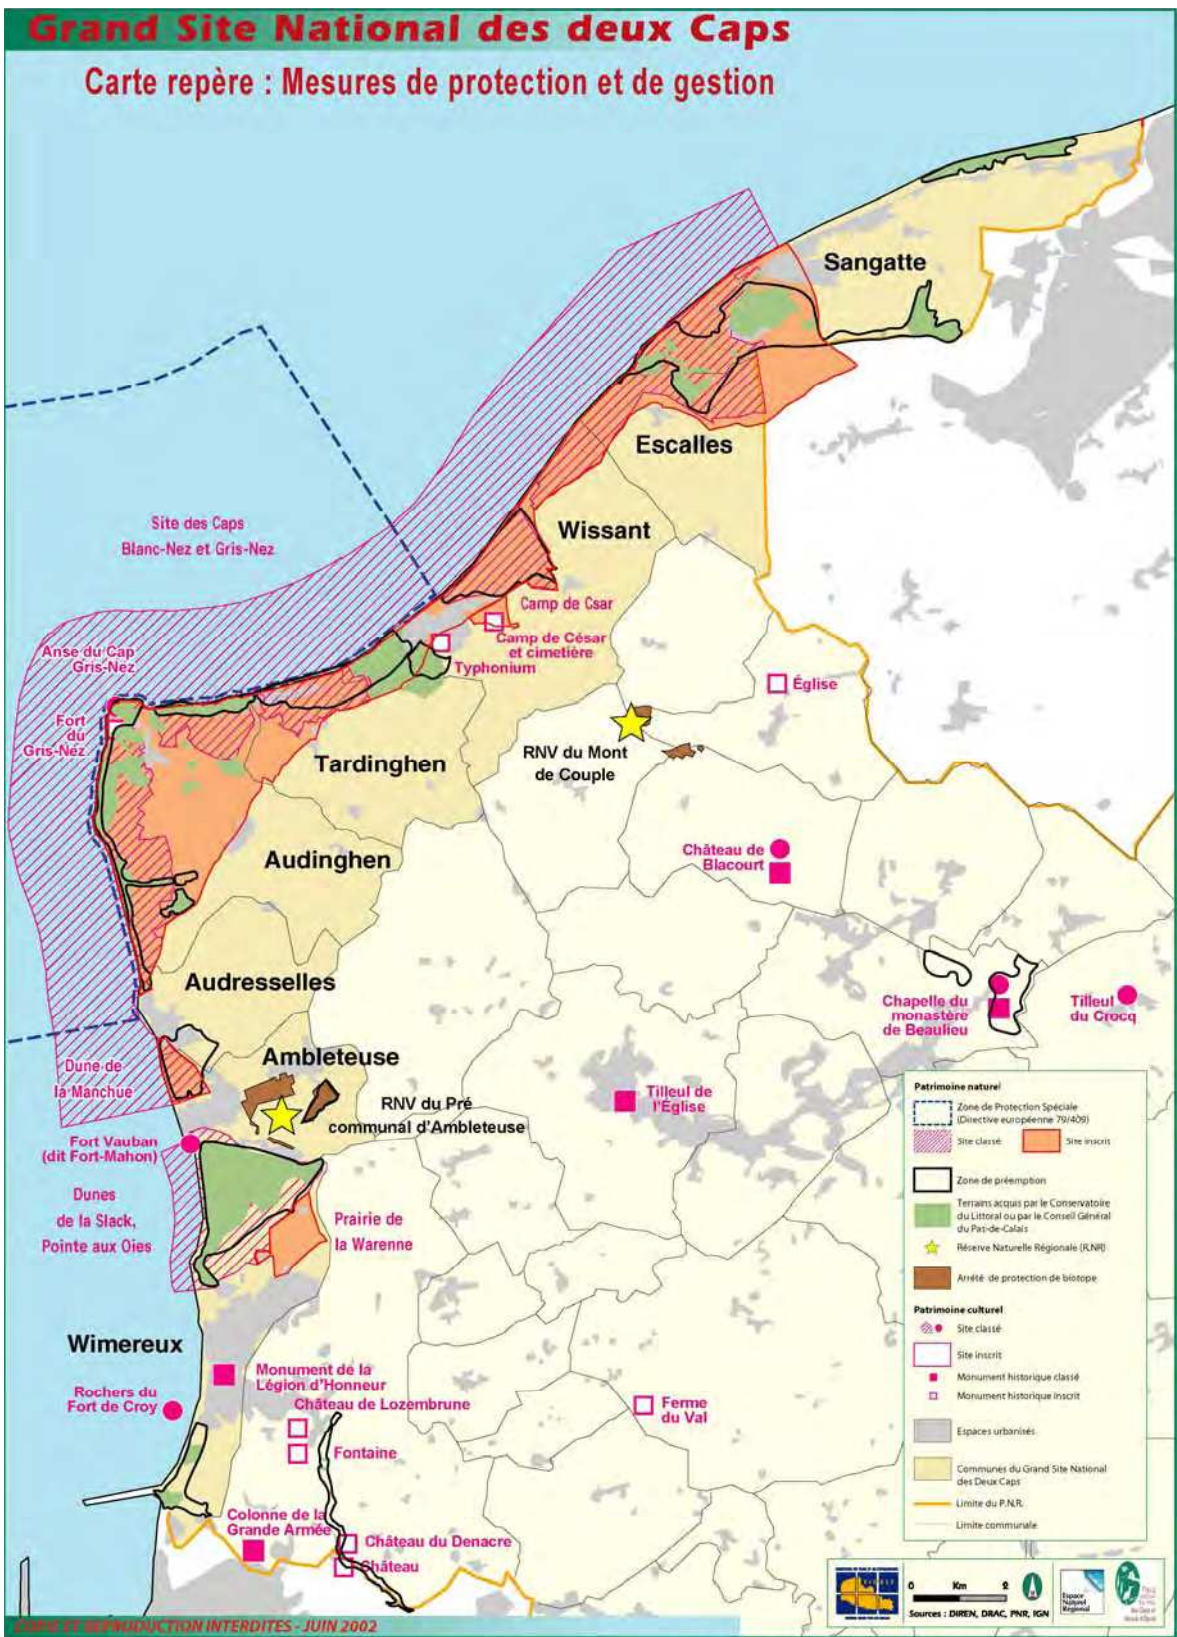 Grand Site National des deux Caps
Carte repère : Mesures de protection et de gestion
Sangatte
Escalles
Wissant
Site des Caps
Blanc-Nez et Gris-Nez
Camp de Csar
Camp de César
et cimetière
Typhonium
Anse du Cap
Gris-Nez
Fort
du
Gris-Nez
Église
RNV du Mont
de Couple
Tardinghen
Audinghen
Château de
Blacourt
Audresselles
Chapelle du
monastère
de Beaulieu
Tilleul
du Crocq
Ambleteuse
Dune de
la Manchue
RNV du Pré
communal d'Ambleteuse
Tilleul de
l'Église
Fort Vauban
(dit Fort-Mahon)
Dunes
de la Slack,
Pointe aux Oies
Prairie de
la Warenne
Wimereux
Monument de la
Légion d'Honneur
Rochers du
Fort de Croy
Château de Lozembrune
Fontaine
Ferme
du Val
Colonne de la
Grande Armée
Château du Denacre
Château
Patrimoine naturel
Zone de Protection Spéciale
(Directive européenne 79/409)
Site classé
Site inscrit
Zone de préemption
Terrains acquis par le Conservatoire
du Littoral ou par le Conseil Général
du Pas-de-Calais
Réserve Naturelle Régionale (R.NR)
Arrêté de protection de biotope
Patrimoine culturel
Site classé
Site inscrit
Monument historique classé
Monument historique inscrit
Espaces urbanisés
Communes du Grand Site National
des Deux Caps
Limite du P.N.R.
Limite communale
0 Km 2
Sources : DIREN, DRAC, PNR, IGN
Espace
Naturel
Régional
COPIE ET REPRODUCTION INTERDITES - JUIN 2002